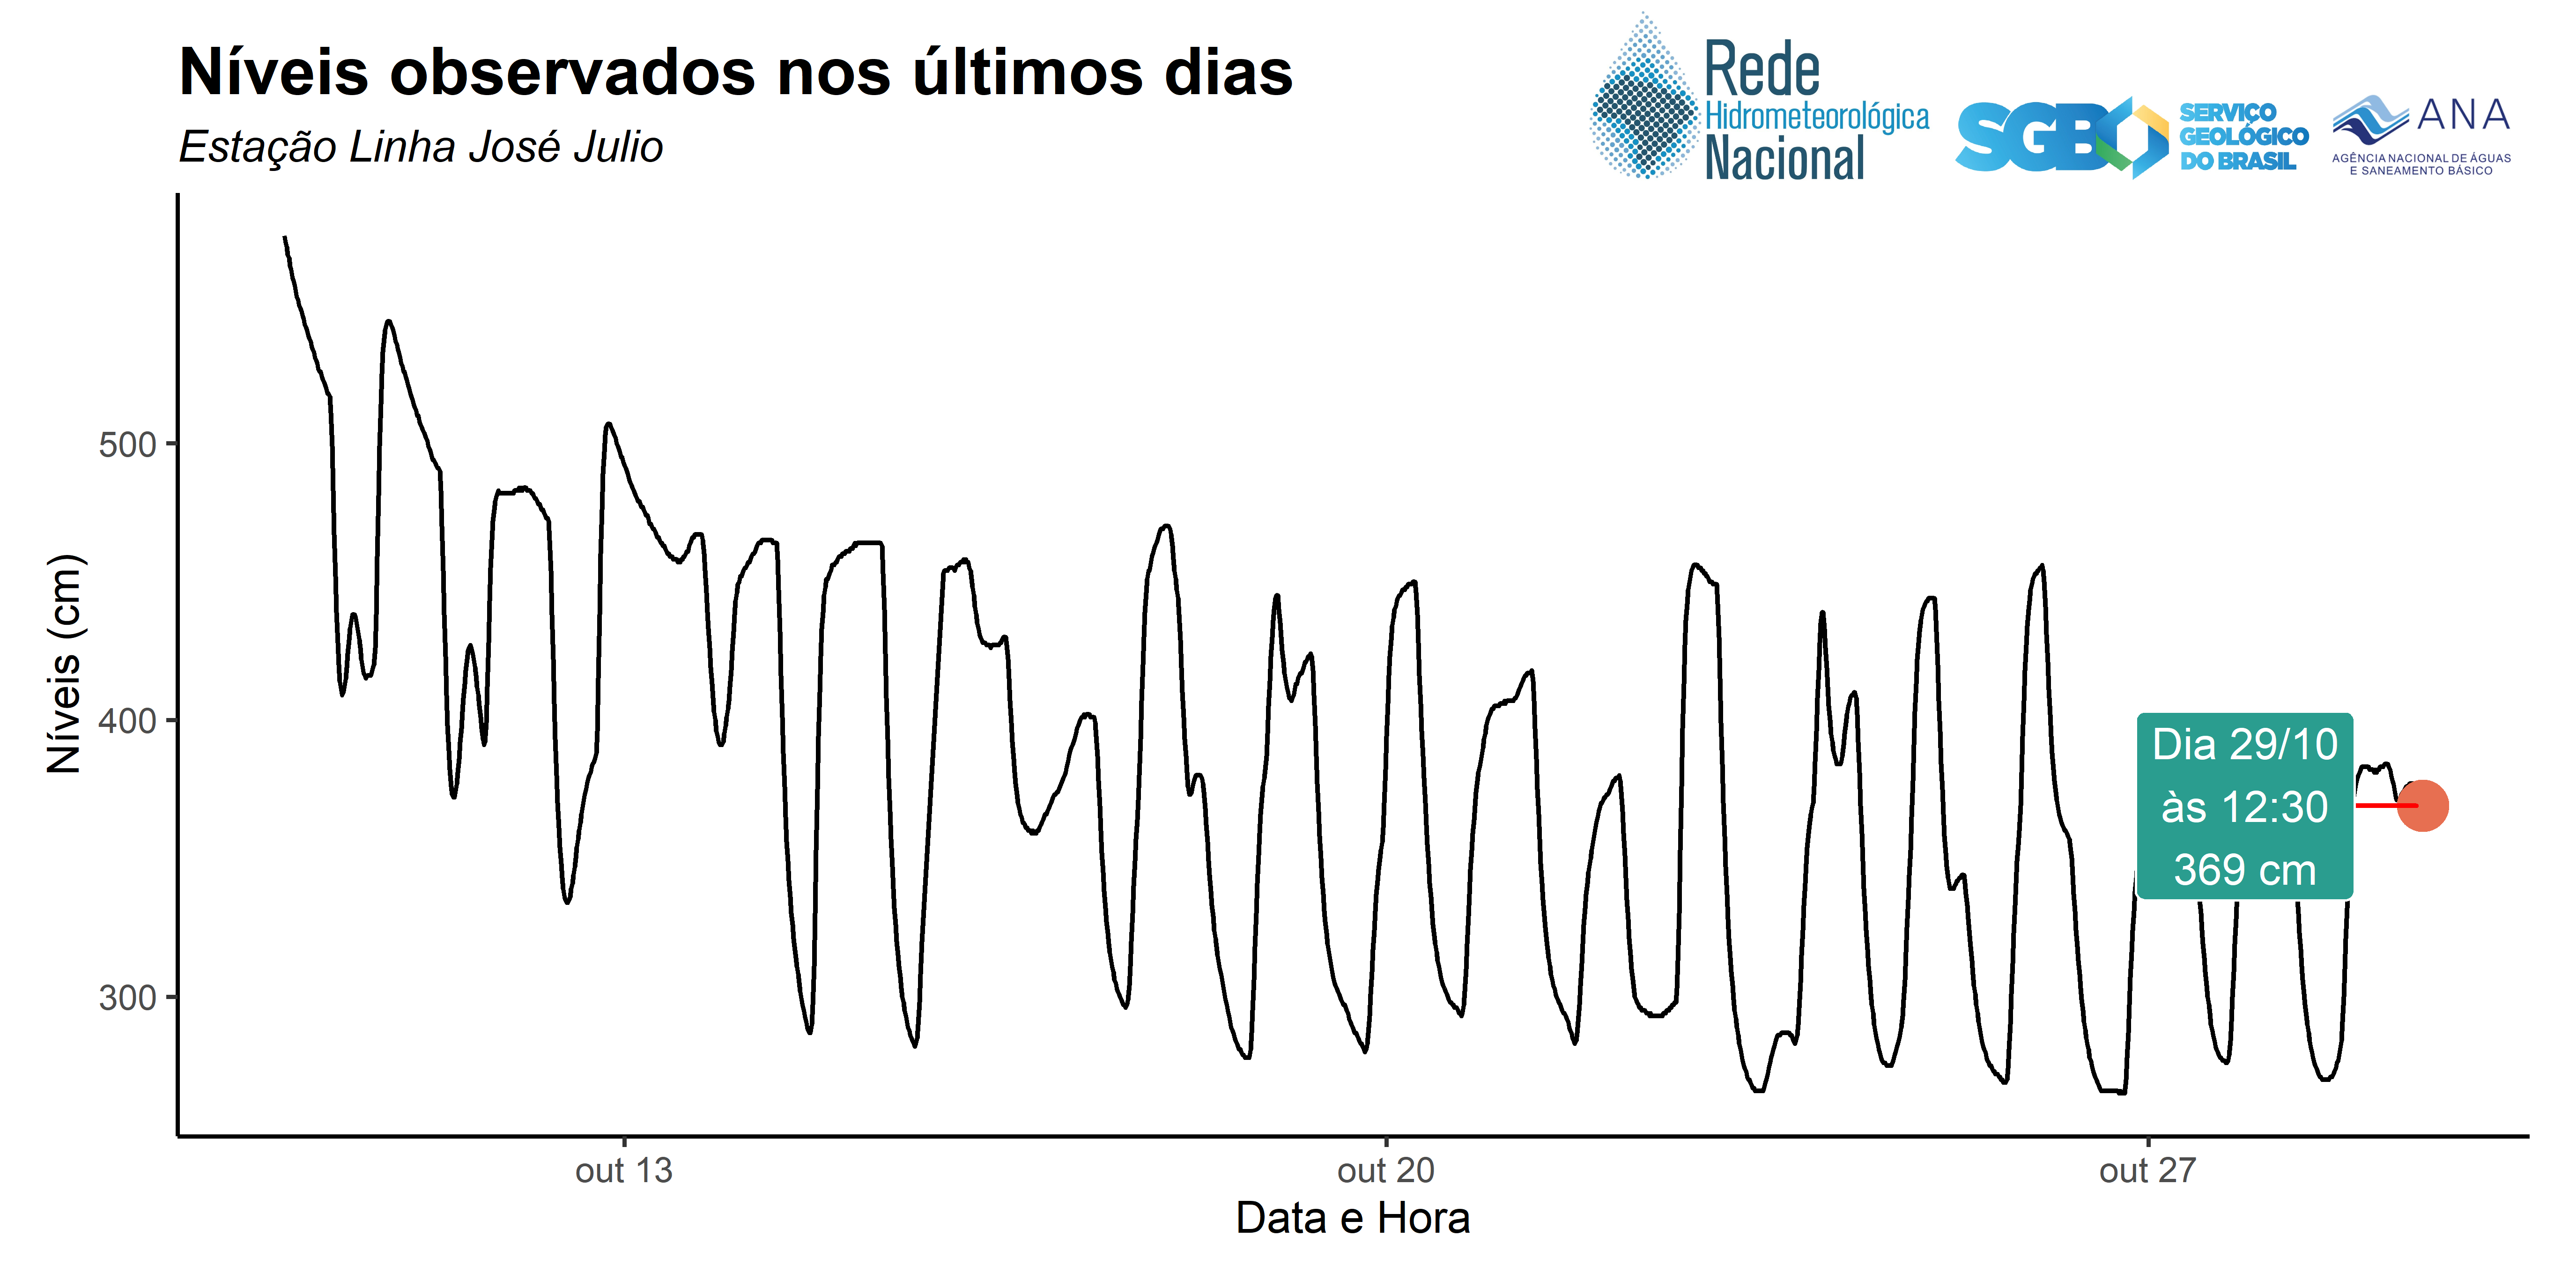 Níveis observados nos últimos dias
Estação Linha José Julio
Rede
Hidrometeorológica
Nacional
SGB
SERVIÇO
GEOLÓGICO
DO BRASIL
ANA
AGÊNCIA NACIONAL DE ÁGUAS
E SANEAMENTO BÁSICO
Níveis (cm)
500
400
300
Dia 29/10
às 12:30
369 cm
out 13
out 20
out 27
Data e Hora